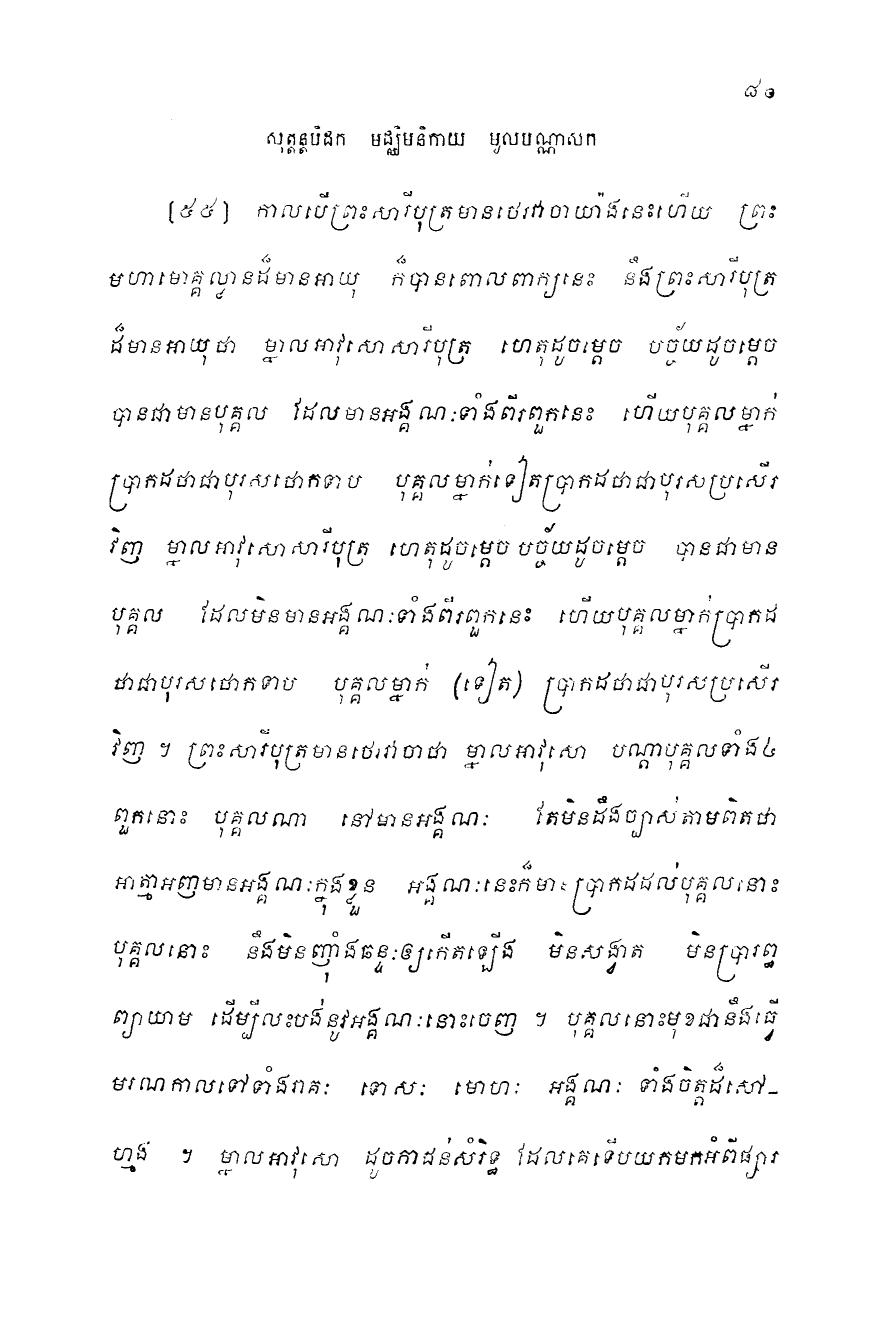 ៨១
សុត្តន្តបិដក មជ្ឈិមនិកាយ មូលបណ្ណាសក
[៥៤] កាលបើព្រះសារីបុត្រមានថេរវាចាយ៉ាងនេះហើយ ព្រះ
មហាមោគ្គល្លានដ៏មានអាយុ ក៏បានពោលពាក្យនេះ នឹងព្រះសារីបុត្រ
ដ៏មានអាយុថា ម្នាលអាវុសោសារីបុត្រ ហេតុដូចម្តេច បច្ច័យដូចម្តេច
បានជាមានបុគ្គល ដែលមានអង្គណៈទាំងពីរពួកនេះ ហើយបុគ្គលម្នាក់
ប្រាកដថាជាបុរសថោកទាប បុគ្គលម្នាក់ទៀតប្រាកដថាជាបុរសប្រសើរ
វិញ ម្នាលអាវុសោសារីបុត្រ ហេតុដូចម្តេច បច្ច័យដូចម្តេច បានជាមាន
បុគ្គល ដែលមិនមានអង្គណៈទាំងពីរពួកនេះ ហើយបុគ្គលម្នាក់ប្រាកដ
ថាជាបុរសថោកទាប បុគ្គលម្នាក់ (ទៀត) ប្រាកដថាជាបុរសប្រសើរ
វិញ ។ ព្រះសារីបុត្រមានថេរវាចាថា ម្នាលអាវុសោ បណ្តាបុគ្គលទាំង៤
ពួកនោះ បុគ្គលណា នៅមានអង្គណៈ តែមិនដឹងច្បាស់តាមពិតថា
អាត្មាអញមានអង្គណៈក្នុងខ្លួន អង្គណៈនេះក៏មាន ប្រាកដដល់បុគ្គលនោះ
បុគ្គលនោះ នឹងមិនញ៉ាំងឆន្ទៈឲ្យកើតឡើង មិនសង្វាត មិនប្រារព្ធ
ព្យាយាម ដើម្បីលះបង់នូវអង្គណៈនោះចេញ ។ បុគ្គលនោះមុខជានឹងធ្វើ
មរណកាលទៅទាំងរាគៈ ទោសៈ មោហៈ អង្គណៈ ទាំងចិត្តដ៏សៅ-
ហ្មង ។ ម្នាលអាវុសោ ដូចភាជន៍សំរិទ្ធ ដែលគេទើបយកមកអំពីផ្សារ